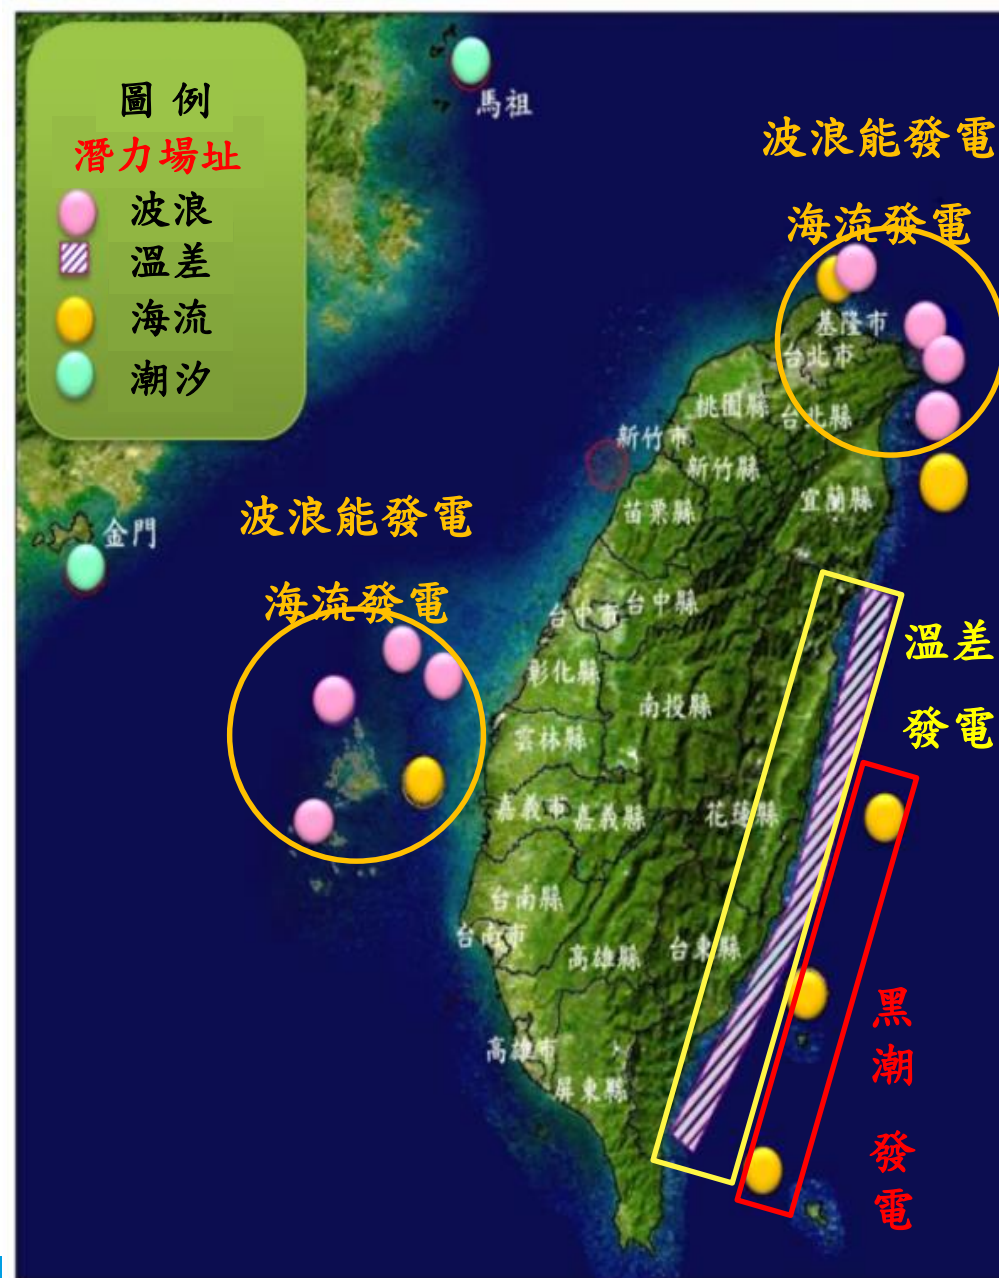 圖 例
潛力場址
波浪
溫差
海流
潮汐
馬祖
波浪能發電
海流發電
基隆市
台北市
桃園縣
台北縣
新竹市
新竹縣
宜蘭縣
苗栗縣
金門
波浪能發電
海流發電
台中市
台中縣
彰化縣
南投縣
雲林縣
嘉義市
嘉義縣
花蓮縣
溫差
發電
台南縣
台南市
高雄縣
台東縣
高雄市
屏東縣
黑
潮
發
電